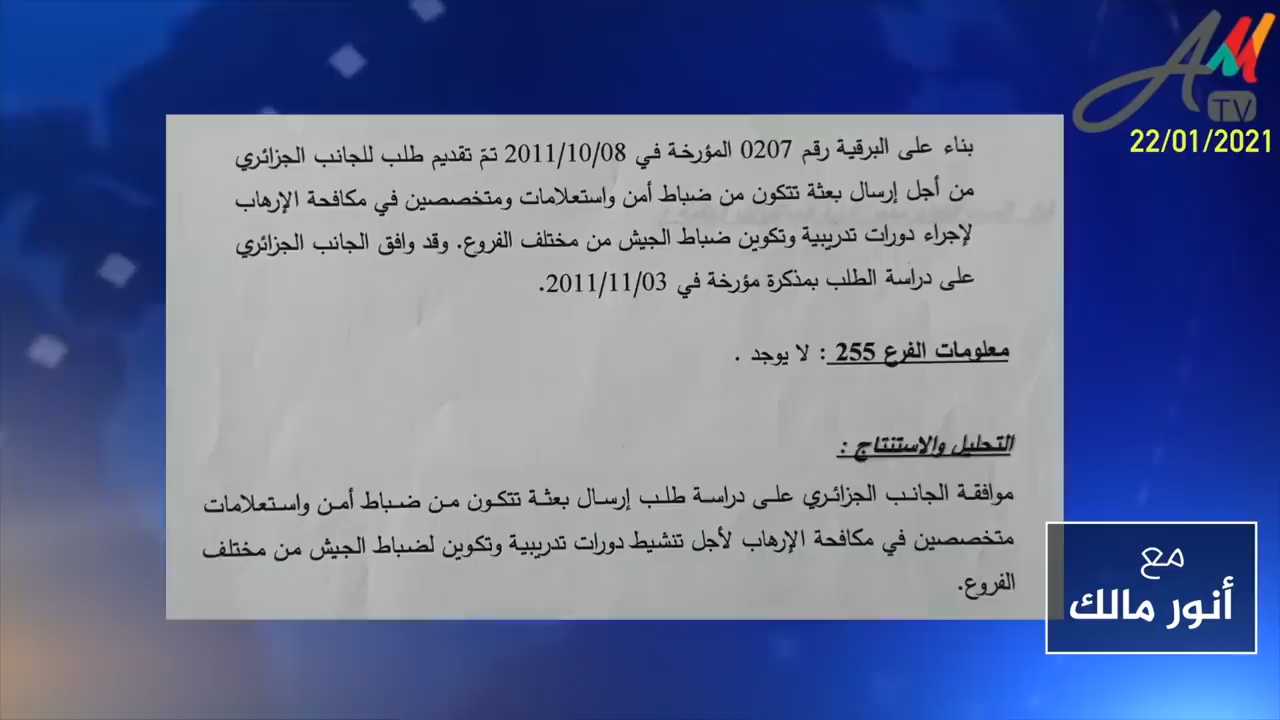 AM
TV
22/01/2021
بناء على البرقية رقم 0207 المؤرخة في 2011/10/08 تمّ تقديم طلب للجانب الجزائري
من أجل إرسال بعثة تتكون من ضباط أمن واستعلامات ومتخصصين في مكافحة الإرهاب
لإجراء دورات تدريبية وتكوين ضباط الجيش من مختلف الفروع. وقد وافق الجانب الجزائري
على دراسة الطلب بمذكرة مؤرخة في 2011/11/03.
معلومات الفرع 255 : لا يوجد .
التحليل والاستنتاج :
موافقة الجانب الجزائري على دراسة طلب إرسال بعثة تتكون من ضباط أمن واستعلامات
متخصصين في مكافحة الإرهاب لأجل تنشيط دورات تدريبية وتكوين لضباط الجيش من مختلف
الفروع.
مع
أنور مالك